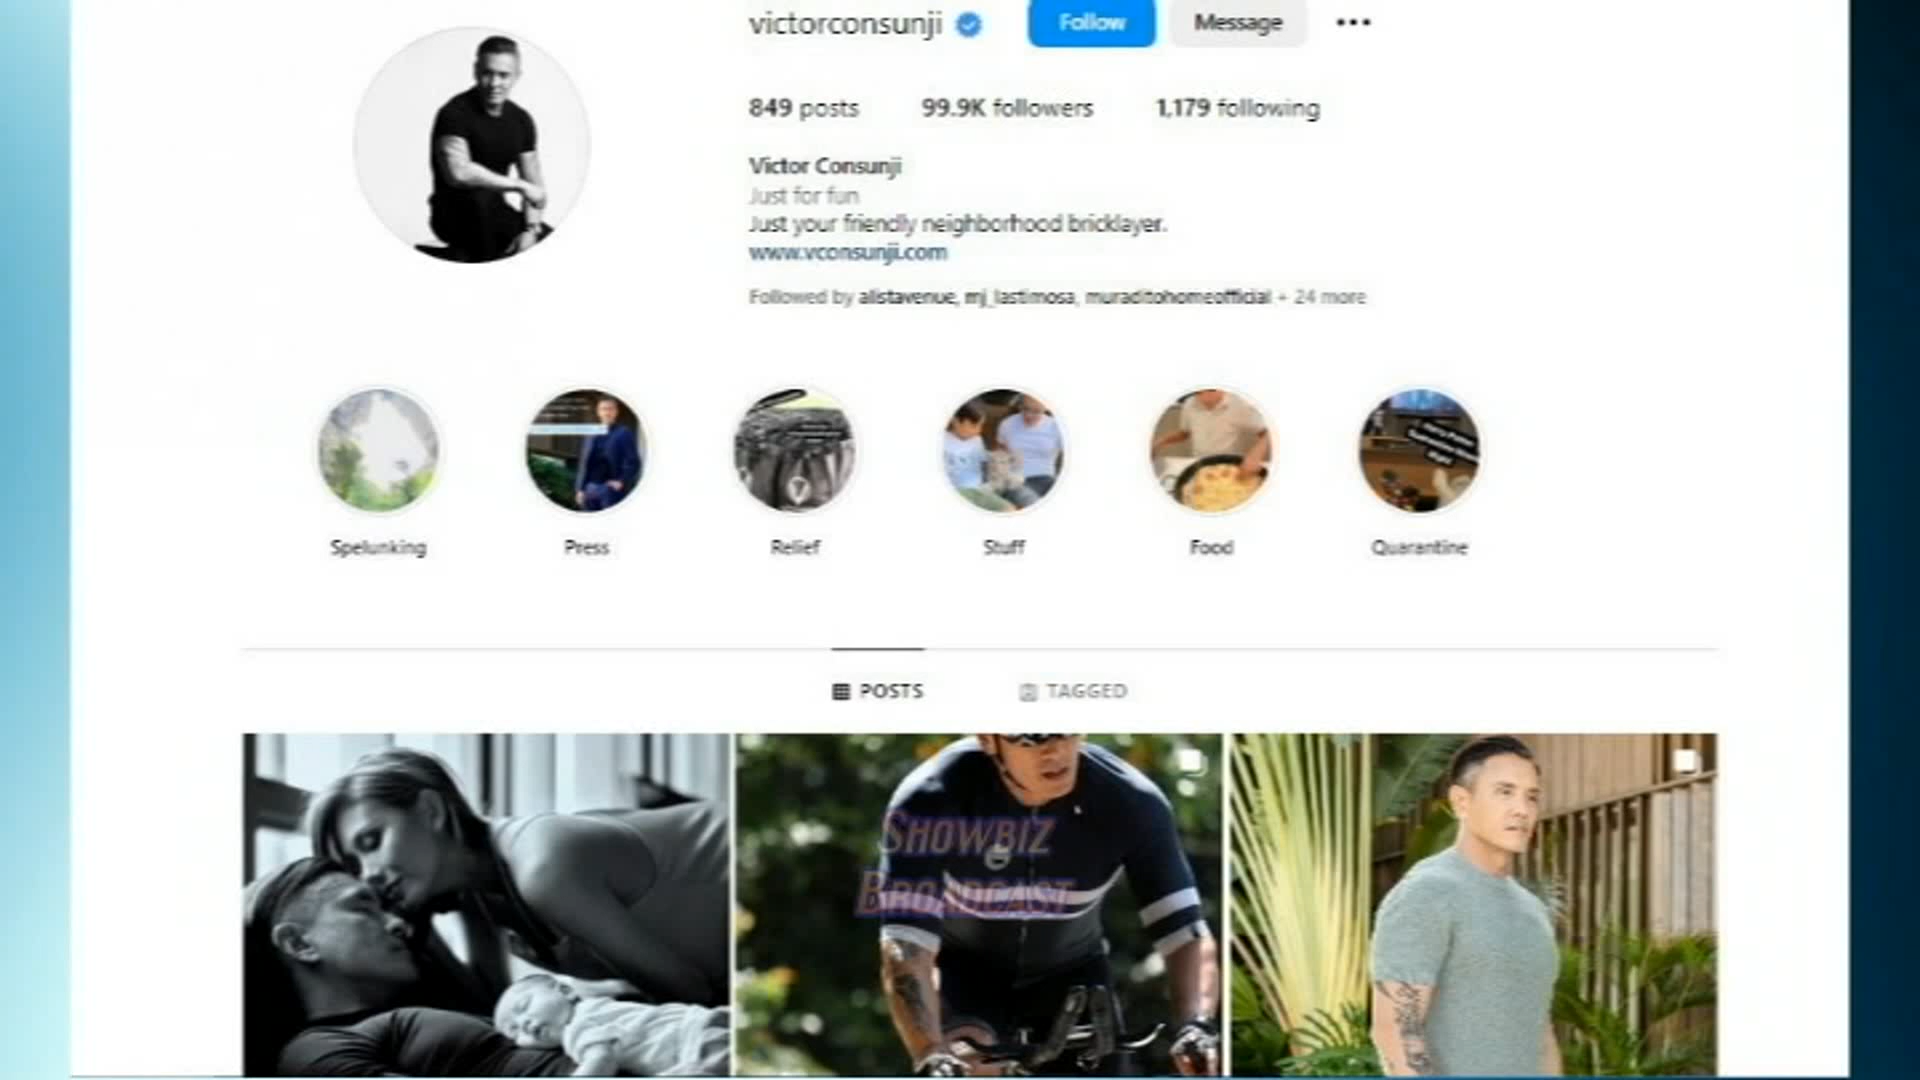 victorconsunji
Follow
Message
849 posts
99.9K followers
1,179 following
Victor Consunji
Just for fun
Just your friendly neighborhood bricklayer.
www.vconsunji.com
Followed by alistavenue, mj_lastimosa, muraditohomeofficial + 24 more
Spelunking
Press
Relief
Stuff
Food
Quarantine
POSTS
TAGGED
SHOWBIZ
BROADCAST